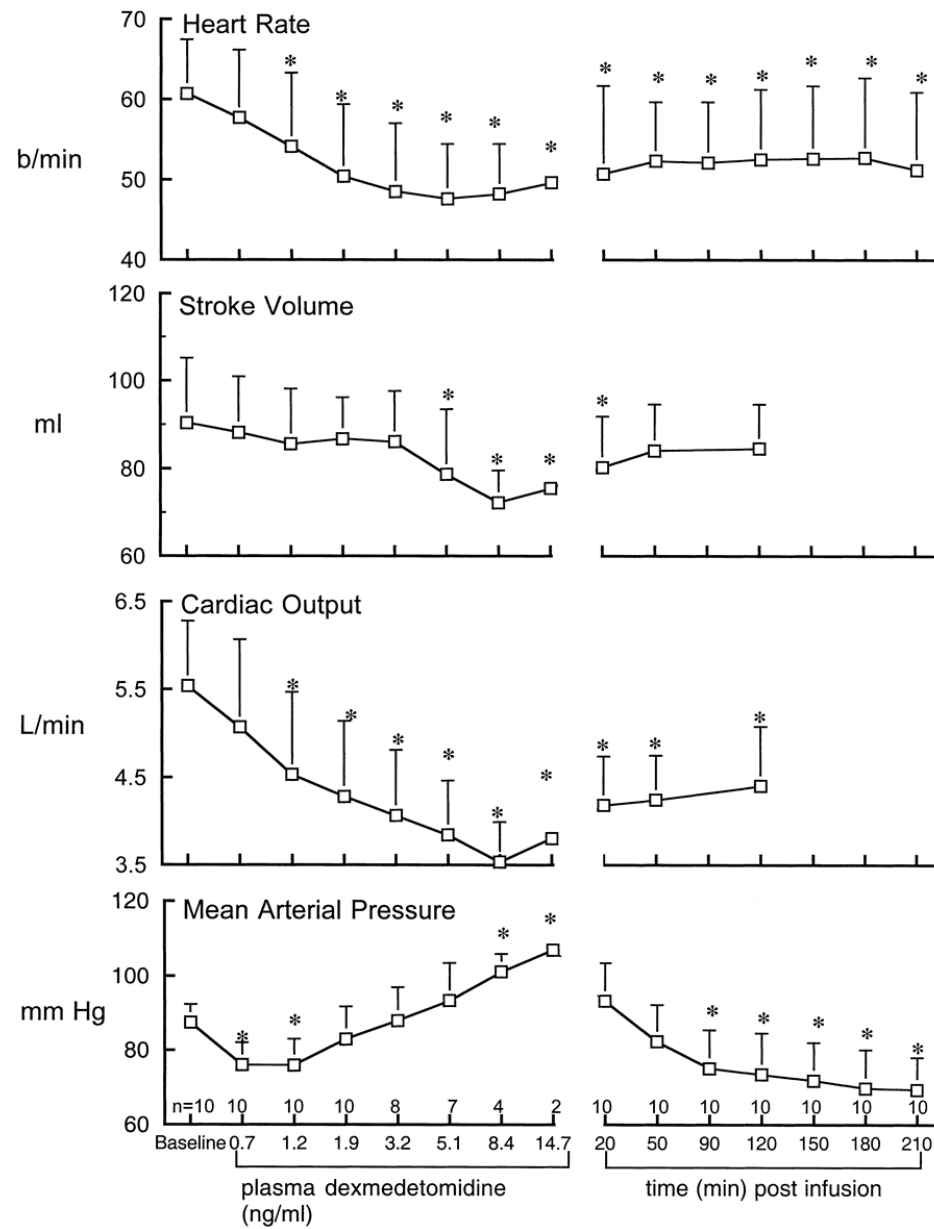 Heart Rate
70
60
b/min
50
40
* * * * * *
* * * * * * *
Stroke Volume
120
100
ml
80
60
* * *
*
Cardiac Output
6.5
5.5
L/min
4.5
3.5
* * * * * *
* * *
Mean Arterial Pressure
120
100
mm Hg
80
60
* * * *
* * * * *
n=10 10 10 10 8 7 4 2 10 10 10 10 10 10 10
Baseline 0.7 1.2 1.9 3.2 5.1 8.4 14.7 20 50 90 120 150 180 210
plasma dexmedetomidine
(ng/ml)
time (min) post infusion